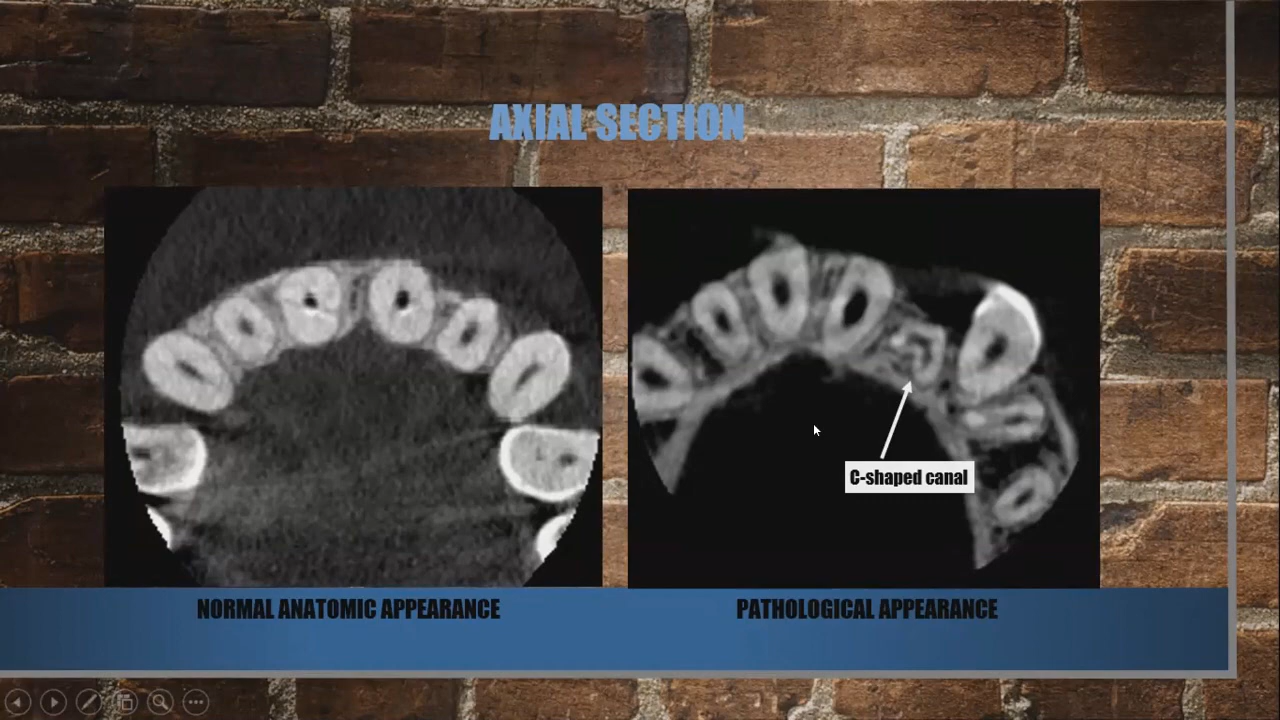 AXIAL SECTION
C-shaped canal
NORMAL ANATOMIC APPEARANCE
PATHOLOGICAL APPEARANCE